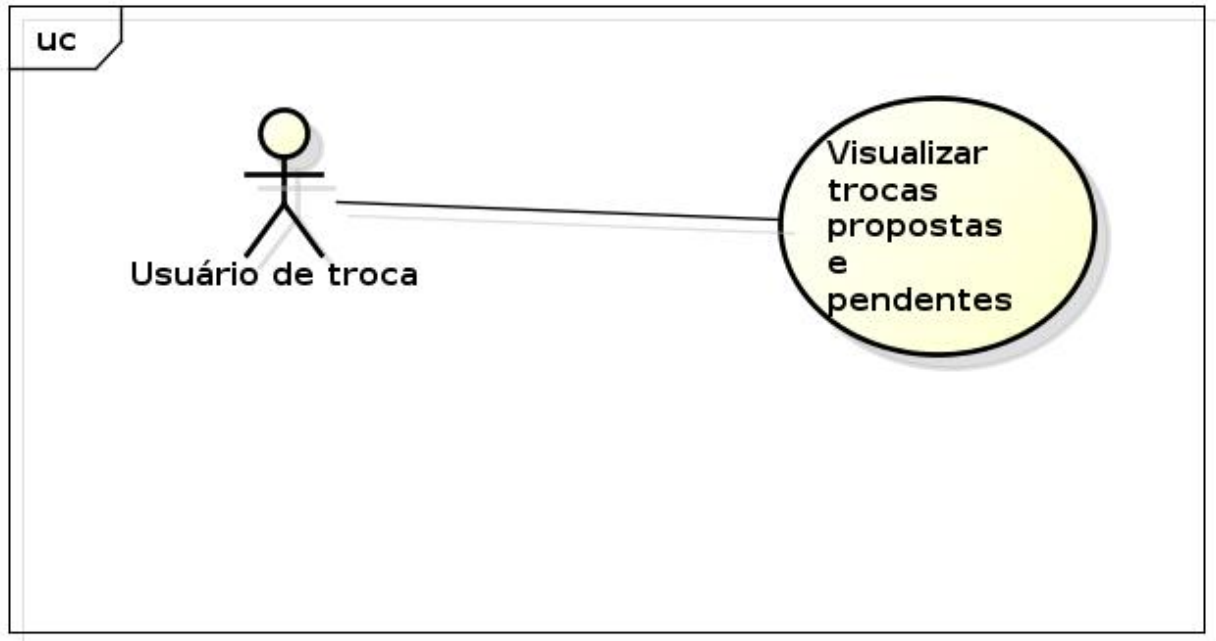 uc
Visualizar
trocas
propostas
e
pendentes
Usuário de troca